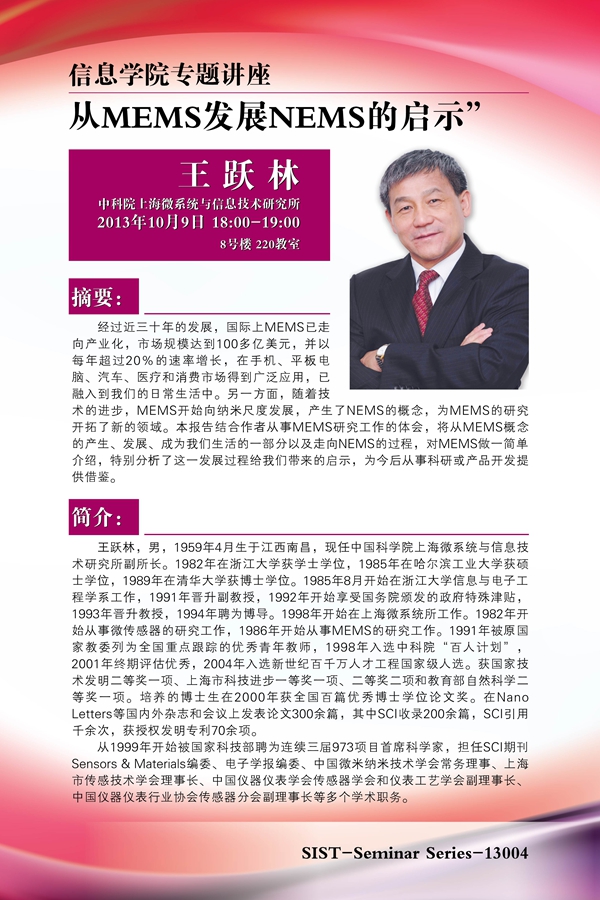 信息学院专题讲座
从MEMS发展NEMS的启示”
王跃林
中科院上海微系统与信息技术研究所
2013年10月9日 18:00-19:00
8号楼 220教室
摘要：
经过近三十年的发展，国际上MEMS已走
向产业化，市场规模达到100多亿美元，并以
每年超过20％的速率增长，在手机、平板电
脑、汽车、医疗和消费市场得到广泛应用，已
融入到我们的日常生活中。另一方面，随着技
术的进步，MEMS开始向纳米尺度发展，产生了NEMS的概念，为MEMS的研究
开拓了新的领域。本报告结合作者从事MEMS研究工作的体会，将从MEMS概念
的产生、发展、成为我们生活的一部分以及走向NEMS的过程，对MEMS做一简单
介绍，特别分析了这一发展过程给我们带来的启示，为今后从事科研或产品开发提
供借鉴。
简介：
王跃林，男，1959年4月生于江西南昌，现任中国科学院上海微系统与信息技
术研究所副所长。1982年在浙江大学获学士学位，1985年在哈尔滨工业大学获硕
士学位，1989年在清华大学获博士学位。1985年8月开始在浙江大学信息与电子工
程学系工作，1991年晋升副教授，1992年开始享受国务院颁发的政府特殊津贴，
1993年晋升教授，1994年聘为博导。1998年开始在上海微系统所工作。1982年开
始从事微传感器的研究工作，1986年开始从事MEMS的研究工作。1991年被原国
家教委列为全国重点跟踪的优秀青年教师，1998年入选中科院“百人计划”，
2001年终期评估优秀，2004年入选新世纪百千万人才工程国家级人选。获国家技
术发明二等奖一项、上海市科技进步一等奖一项、二等奖二项和教育部自然科学二
等奖一项。培养的博士生在2000年获全国百篇优秀博士学位论文奖。在Nano
Letters等国内外杂志和会议上发表论文300余篇，其中SCI收录200余篇，SCI引用
千余次，获授权发明专利70余项。
从1999年开始被国家科技部聘为连续三届973项目首席科学家，担任SCI期刊
Sensors & Materials编委、电子学报编委、中国微米纳米技术学会常务理事、上海
市传感技术学会理事长、中国仪器仪表学会传感器学会和仪表工艺学会副理事长、
中国仪器仪表行业协会传感器分会副理事长等多个学术职务。
SIST-Seminar Series-13004